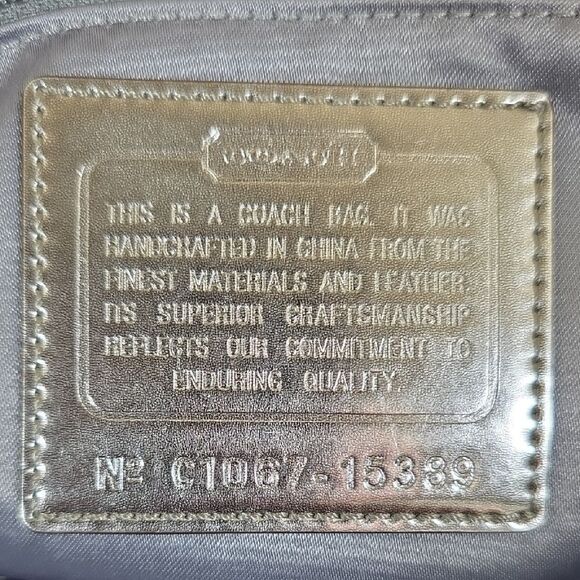 COACH
THIS IS A COACH BAG. IT WAS
HANDCRAFTED IN CHINA FROM THE
FINEST MATERIALS AND LEATHER
ITS SUPERIOR CRAFTSMANSHIP
REFLECTS OUR COMMITMENT TO
ENDURING QUALITY.
Nº C1067-15389